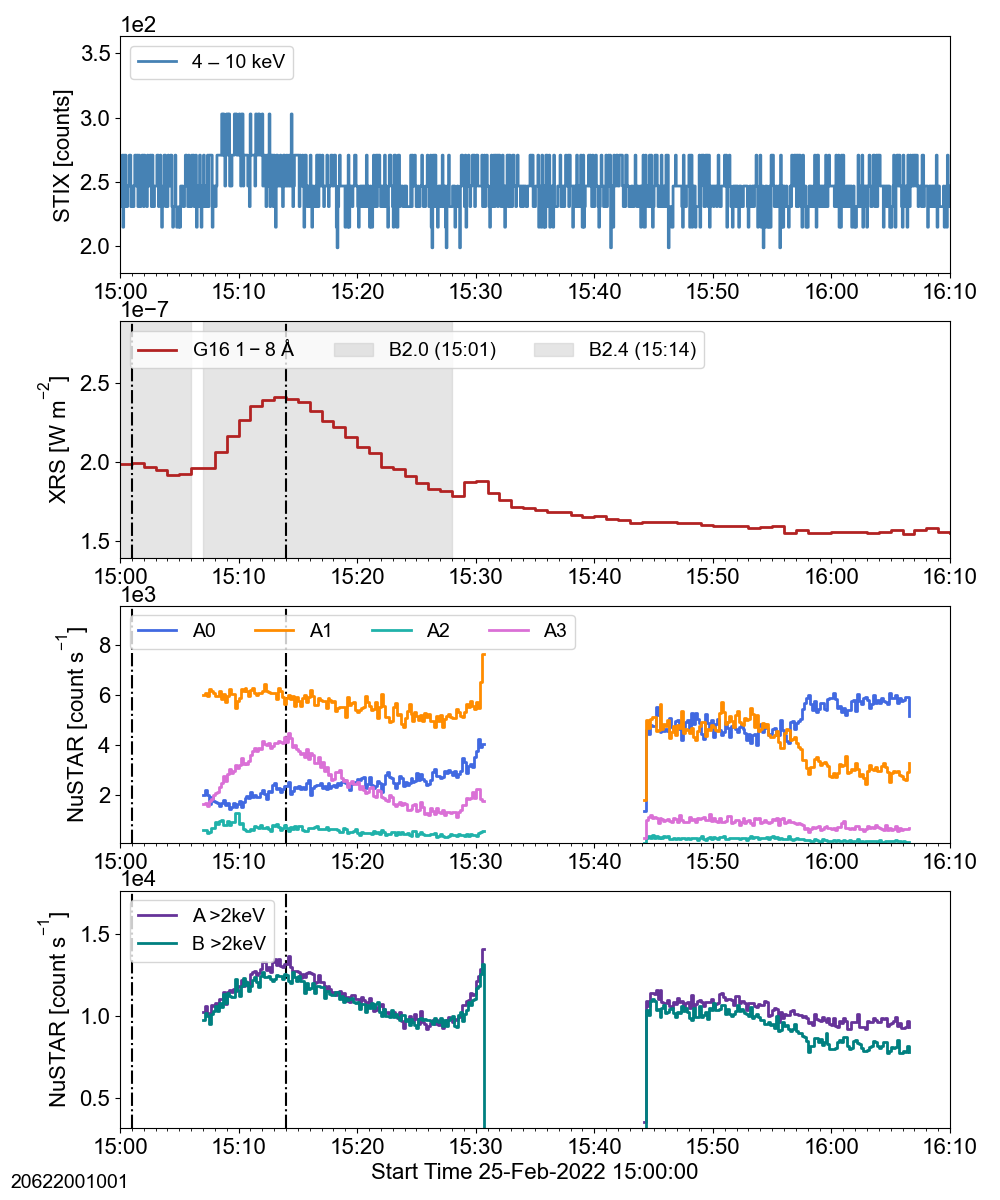 1e2
4 – 10 keV
STIX [counts]
3.5
3.0
2.5
2.0
15:00 15:10 15:20 15:30 15:40 15:50 16:00 16:10
1e−7
G16 1 − 8 Å B2.0 (15:01) B2.4 (15:14)
XRS [W m⁻²]
2.5
2.0
1.5
15:00 15:10 15:20 15:30 15:40 15:50 16:00 16:10
1e3
A0 A1 A2 A3
NuSTAR [count s⁻¹]
8
6
4
2
15:00 15:10 15:20 15:30 15:40 15:50 16:00 16:10
1e4
A >2keV
B >2keV
NuSTAR [count s⁻¹]
1.5
1.0
0.5
15:00 15:10 15:20 15:30 15:40 15:50 16:00 16:10
Start Time 25-Feb-2022 15:00:00
20622001001